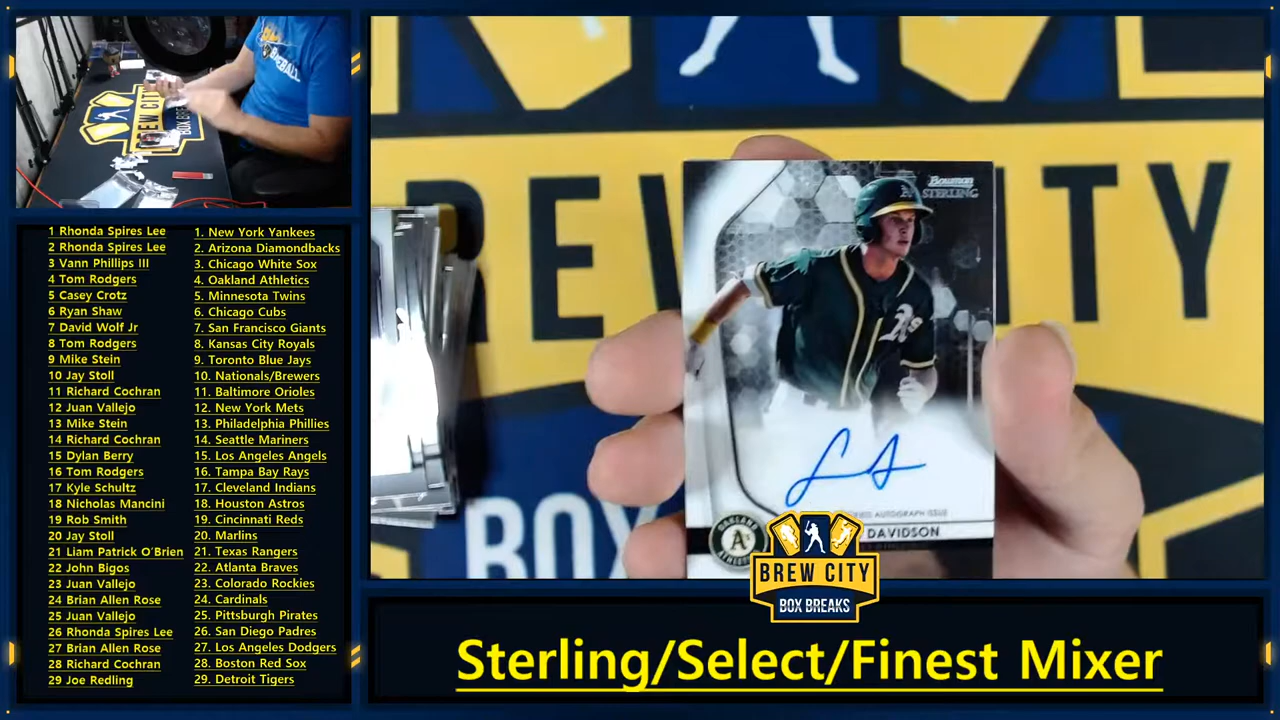 BASEBALL
BREW CITY
BOX
1 Rhonda Spires Lee
2 Rhonda Spires Lee
3 Vann Phillips III
4 Tom Rodgers
5 Casey Crotz
6 Ryan Shaw
7 David Wolf Jr
8 Tom Rodgers
9 Mike Stein
10 Jay Stoll
11 Richard Cochran
12 Juan Vallejo
13 Mike Stein
14 Richard Cochran
15 Dylan Berry
16 Tom Rodgers
17 Kyle Schultz
18 Nicholas Mancini
19 Rob Smith
20 Jay Stoll
21 Liam Patrick O'Brien
22 John Bigos
23 Juan Vallejo
24 Brian Allen Rose
25 Juan Vallejo
26 Rhonda Spires Lee
27 Brian Allen Rose
28 Richard Cochran
29 Joe Redling
1. New York Yankees
2. Arizona Diamondbacks
3. Chicago White Sox
4. Oakland Athletics
5. Minnesota Twins
6. Chicago Cubs
7. San Francisco Giants
8. Kansas City Royals
9. Toronto Blue Jays
10. Nationals/Brewers
11. Baltimore Orioles
12. New York Mets
13. Philadelphia Phillies
14. Seattle Mariners
15. Los Angeles Angels
16. Tampa Bay Rays
17. Cleveland Indians
18. Houston Astros
19. Cincinnati Reds
20. Marlins
21. Texas Rangers
22. Atlanta Braves
23. Colorado Rockies
24. Cardinals
25. Pittsburgh Pirates
26. San Diego Padres
27. Los Angeles Dodgers
28. Boston Red Sox
29. Detroit Tigers
Bowman
STERLING
A's
AUTOGRAPH ISSUE
DAVIDSON
OAKLAND
A's
BOX
BREW CITY
BOX BREAKS
Sterling/Select/Finest Mixer